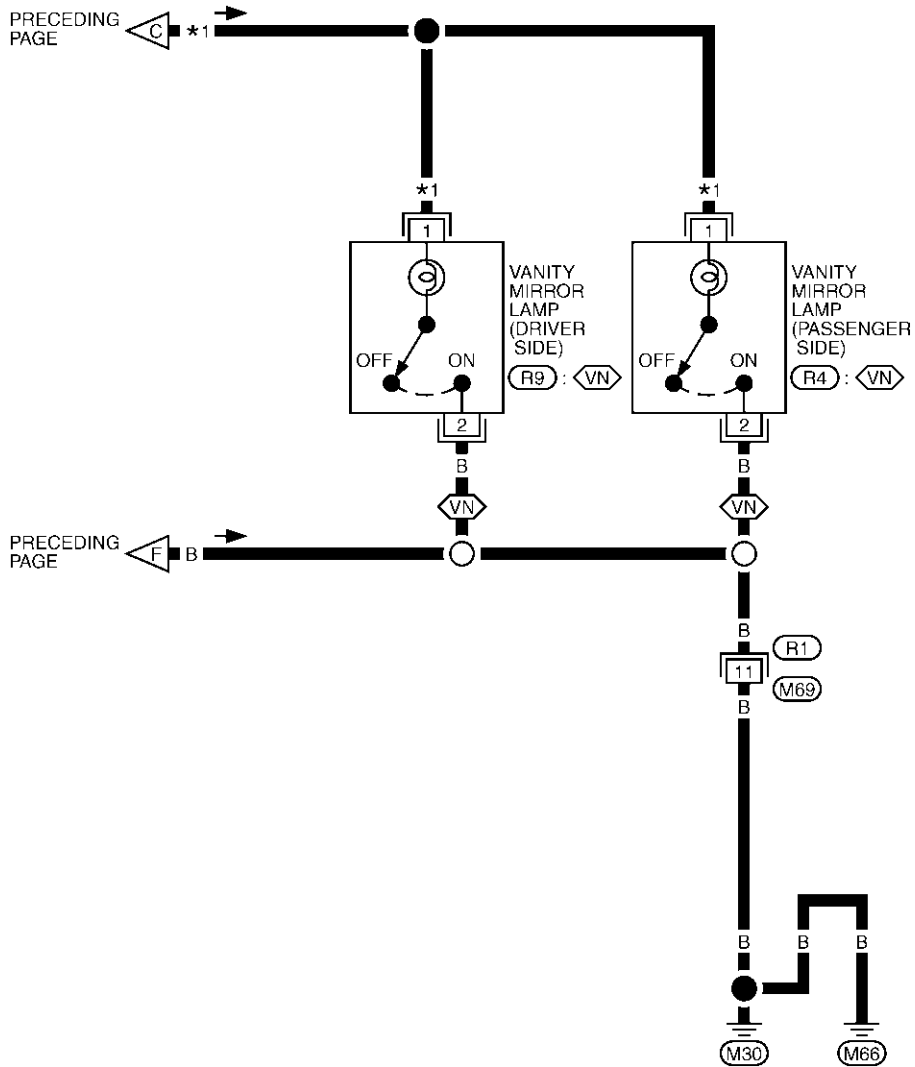 PRECEDING
PAGE
C
★1
★1
★1
1
1
VANITY
MIRROR
LAMP
(DRIVER
SIDE)
R9 : VN
OFF
ON
VANITY
MIRROR
LAMP
(PASSENGER
SIDE)
R4 : VN
OFF
ON
2
2
B
B
VN
VN
PRECEDING
PAGE
F
B
B
R1
11
M69
B
B
B
B
M30
M66